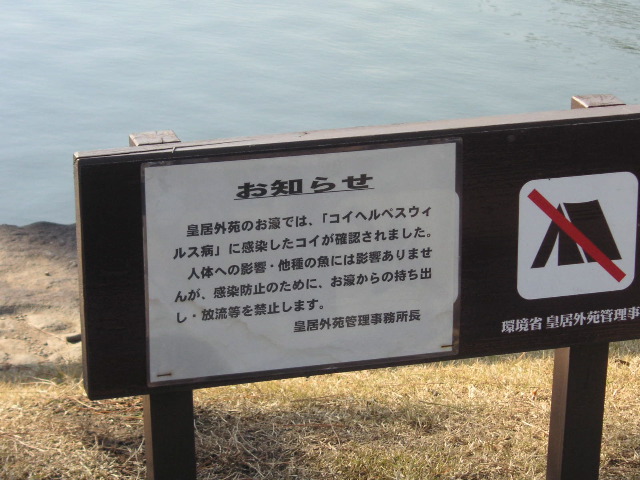 お知らせ
皇居外苑のお濠では、「コイヘルペスウィ
ルス病」に感染したコイが確認されました。
人体への影響・他種の魚には影響ありませ
んが、感染防止のために、お濠からの持ち出
し・放流等を禁止します。
皇居外苑管理事務所長
環境省 皇居外苑管理事